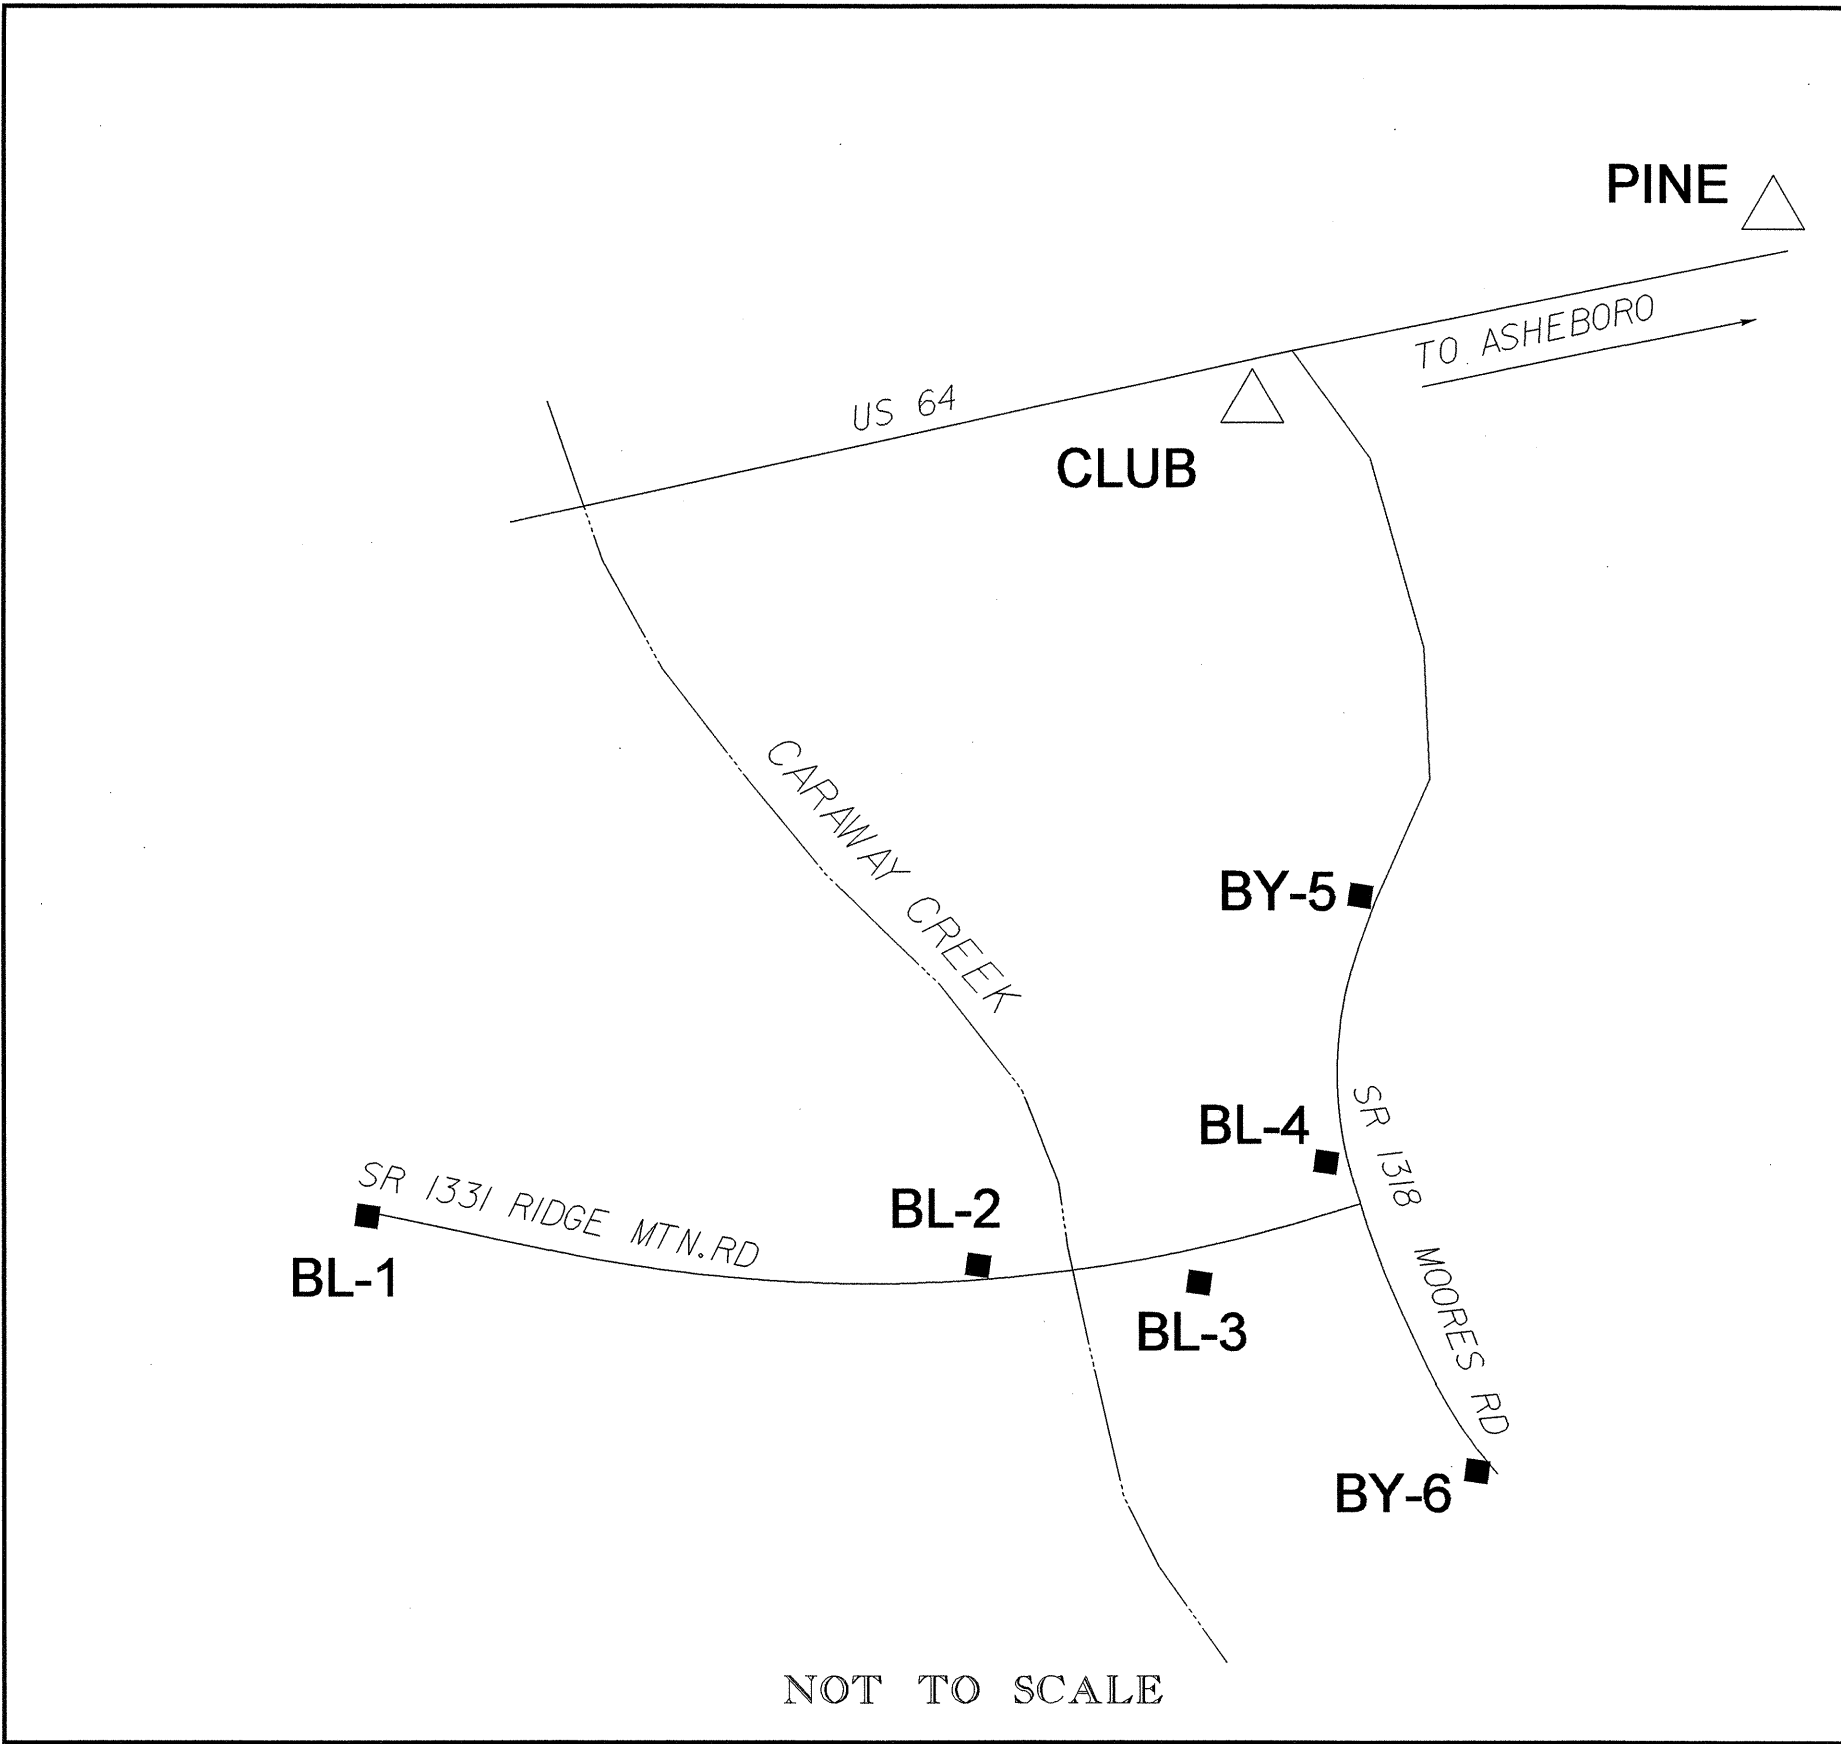 PINE
TO ASHEBORO
US 64
CLUB
CARAWAY CREEK
BY-5
SR 1318 MOORES RD
BL-4
SR 1331 RIDGE MTN.RD
BL-2
BL-1
BL-3
BY-6
NOT TO SCALE